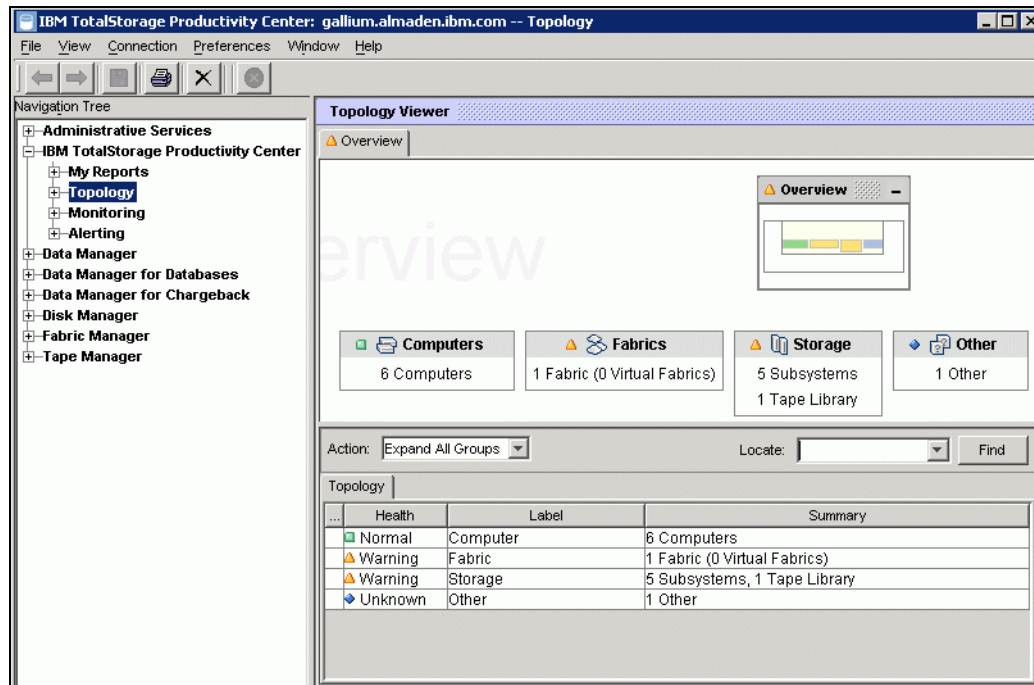 IBM TotalStorage Productivity Center: gallium.almaden.ibm.com -- Topology
File View Connection Preferences Window Help
Navigation Tree
Administrative Services
IBM TotalStorage Productivity Center
My Reports
Topology
Monitoring
Alerting
Data Manager
Data Manager for Databases
Data Manager for Chargeback
Disk Manager
Fabric Manager
Tape Manager
Topology Viewer
Overview
erview
Overview
Computers
6 Computers
Fabrics
1 Fabric (0 Virtual Fabrics)
Storage
5 Subsystems
1 Tape Library
Other
1 Other
Action: Expand All Groups Locate: Find
Topology
... Health Label Summary
Normal Computer 6 Computers
Warning Fabric 1 Fabric (0 Virtual Fabrics)
Warning Storage 5 Subsystems, 1 Tape Library
Unknown Other 1 Other